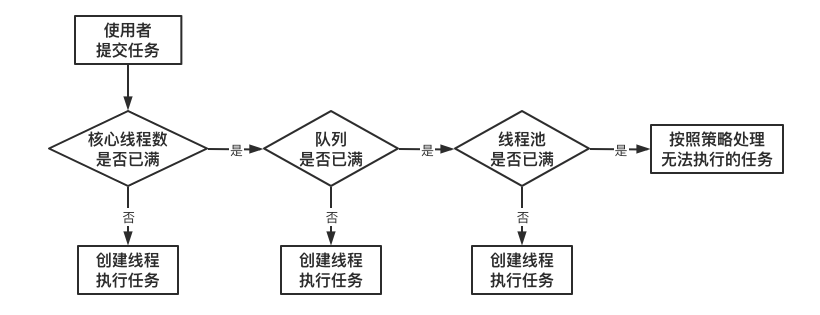 使用者
提交任务
核心线程数
是否已满
是
队列
是否已满
是
线程池
是否已满
是
按照策略处理
无法执行的任务
否
否
否
创建线程
执行任务
创建线程
执行任务
创建线程
执行任务